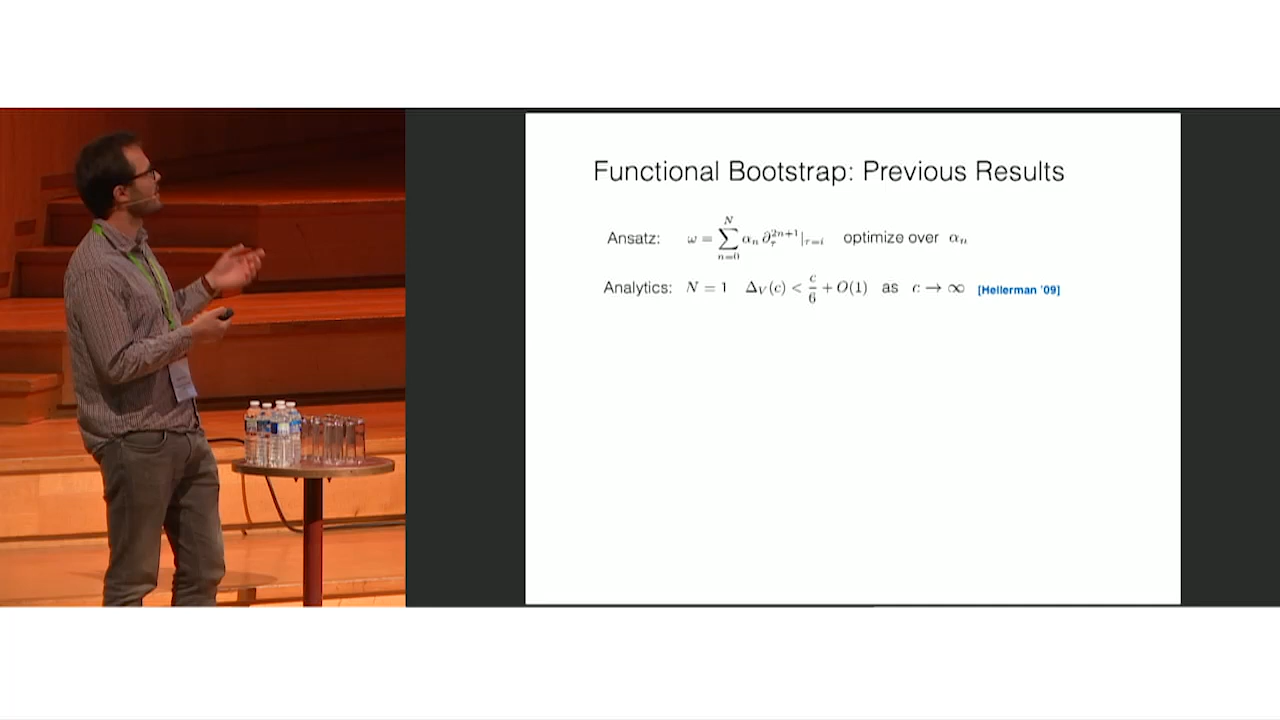 Functional Bootstrap: Previous Results
Ansatz: ω = ∑_{n=0}^{N} α_n ∂_τ^{2n+1}|_{τ=i} optimize over α_n
Analytics: N = 1 Δ_V(c) < c/6 + O(1) as c → ∞ [Hellerman '09]